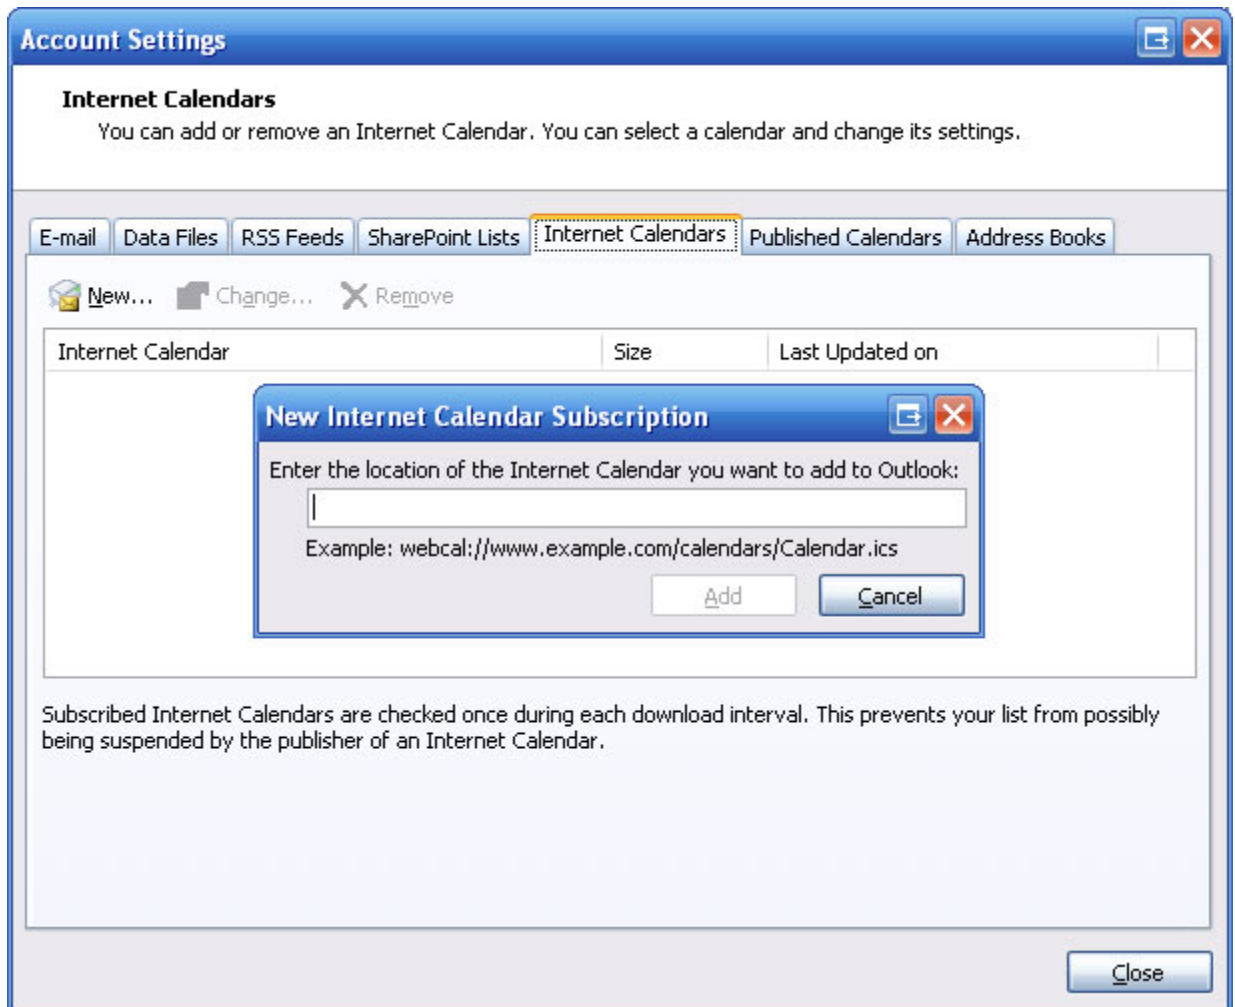 Account Settings
Internet Calendars
You can add or remove an Internet Calendar. You can select a calendar and change its settings.
E-mail Data Files RSS Feeds SharePoint Lists Internet Calendars Published Calendars Address Books
New... Change... Remove
Internet Calendar Size Last Updated on
New Internet Calendar Subscription
Enter the location of the Internet Calendar you want to add to Outlook:
Example: webcal://www.example.com/calendars/Calendar.ics
Add Cancel
Subscribed Internet Calendars are checked once during each download interval. This prevents your list from possibly
being suspended by the publisher of an Internet Calendar.
Close